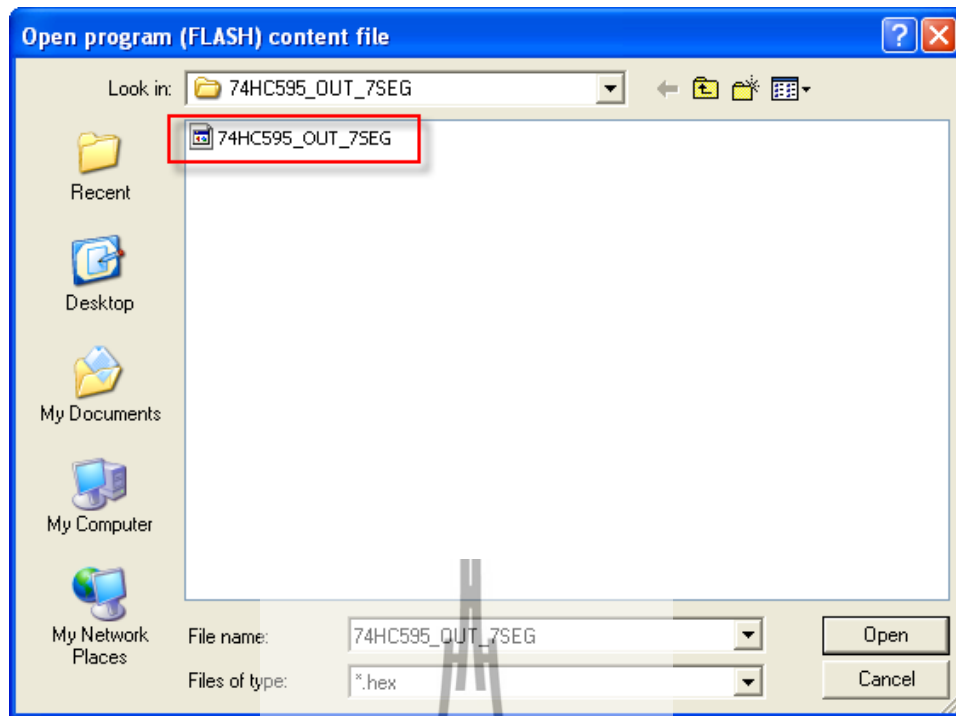 Open program (FLASH) content file
Look in:
74HC595_OUT_7SEG
74HC595_OUT_7SEG
Recent
Desktop
My Documents
My Computer
My Network
Places
File name:
74HC595_OUT_7SEG
Open
Files of type:
*.hex
Cancel